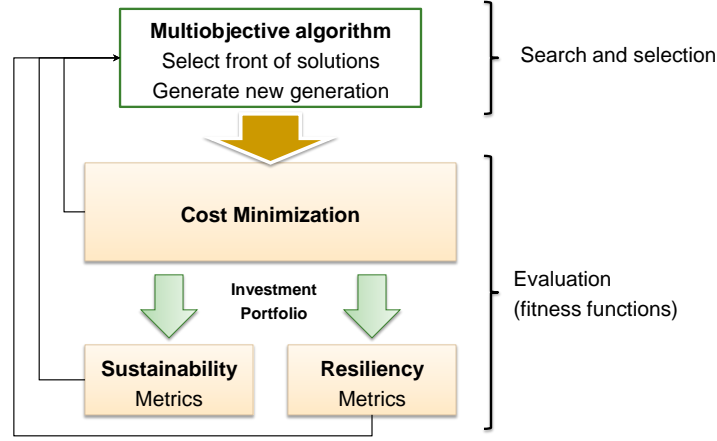 Multiobjective algorithm
Select front of solutions
Generate new generation
Search and selection
Cost Minimization
Investment
Portfolio
Evaluation
(fitness functions)
Sustainability
Metrics
Resiliency
Metrics